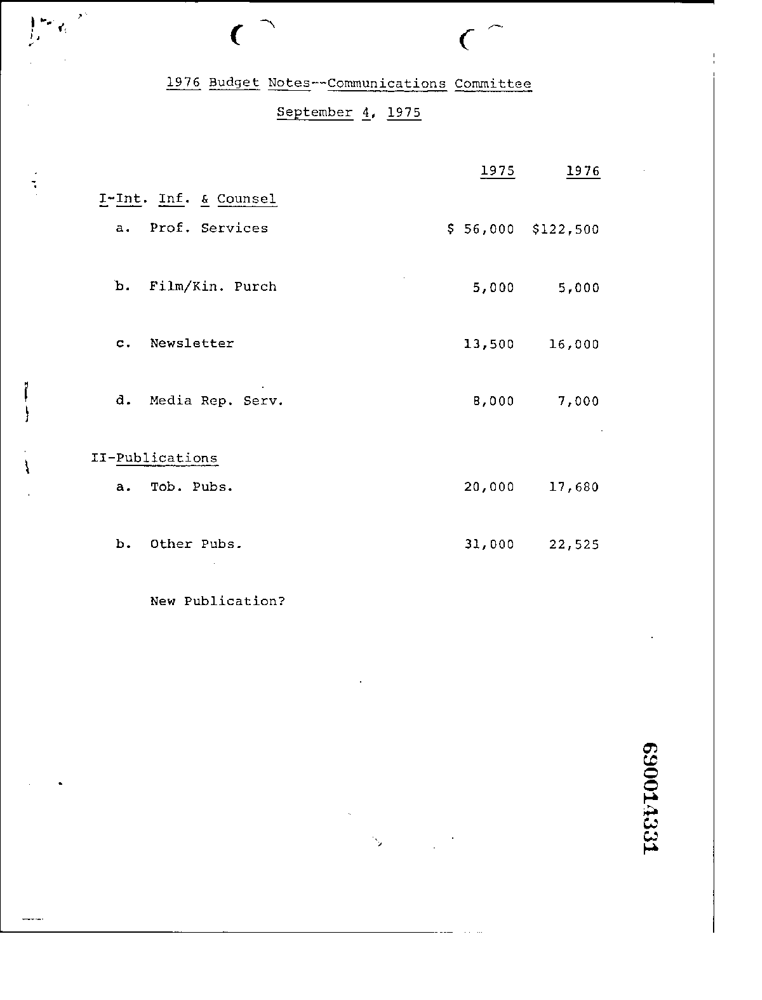 1976 Budget Notes--Communications Committee
September 4, 1975
1975 1976
I-Int. Inf. & Counsel
a. Prof. Services $ 56,000 $122,500
b. Film/Kin. Purch 5,000 5,000
c. Newsletter 13,500 16,000
d. Media Rep. Serv. 8,000 7,000
II-Publications
a. Tob. Pubs. 20,000 17,680
b. Other Pubs. 31,000 22,525
New Publication?
690014331